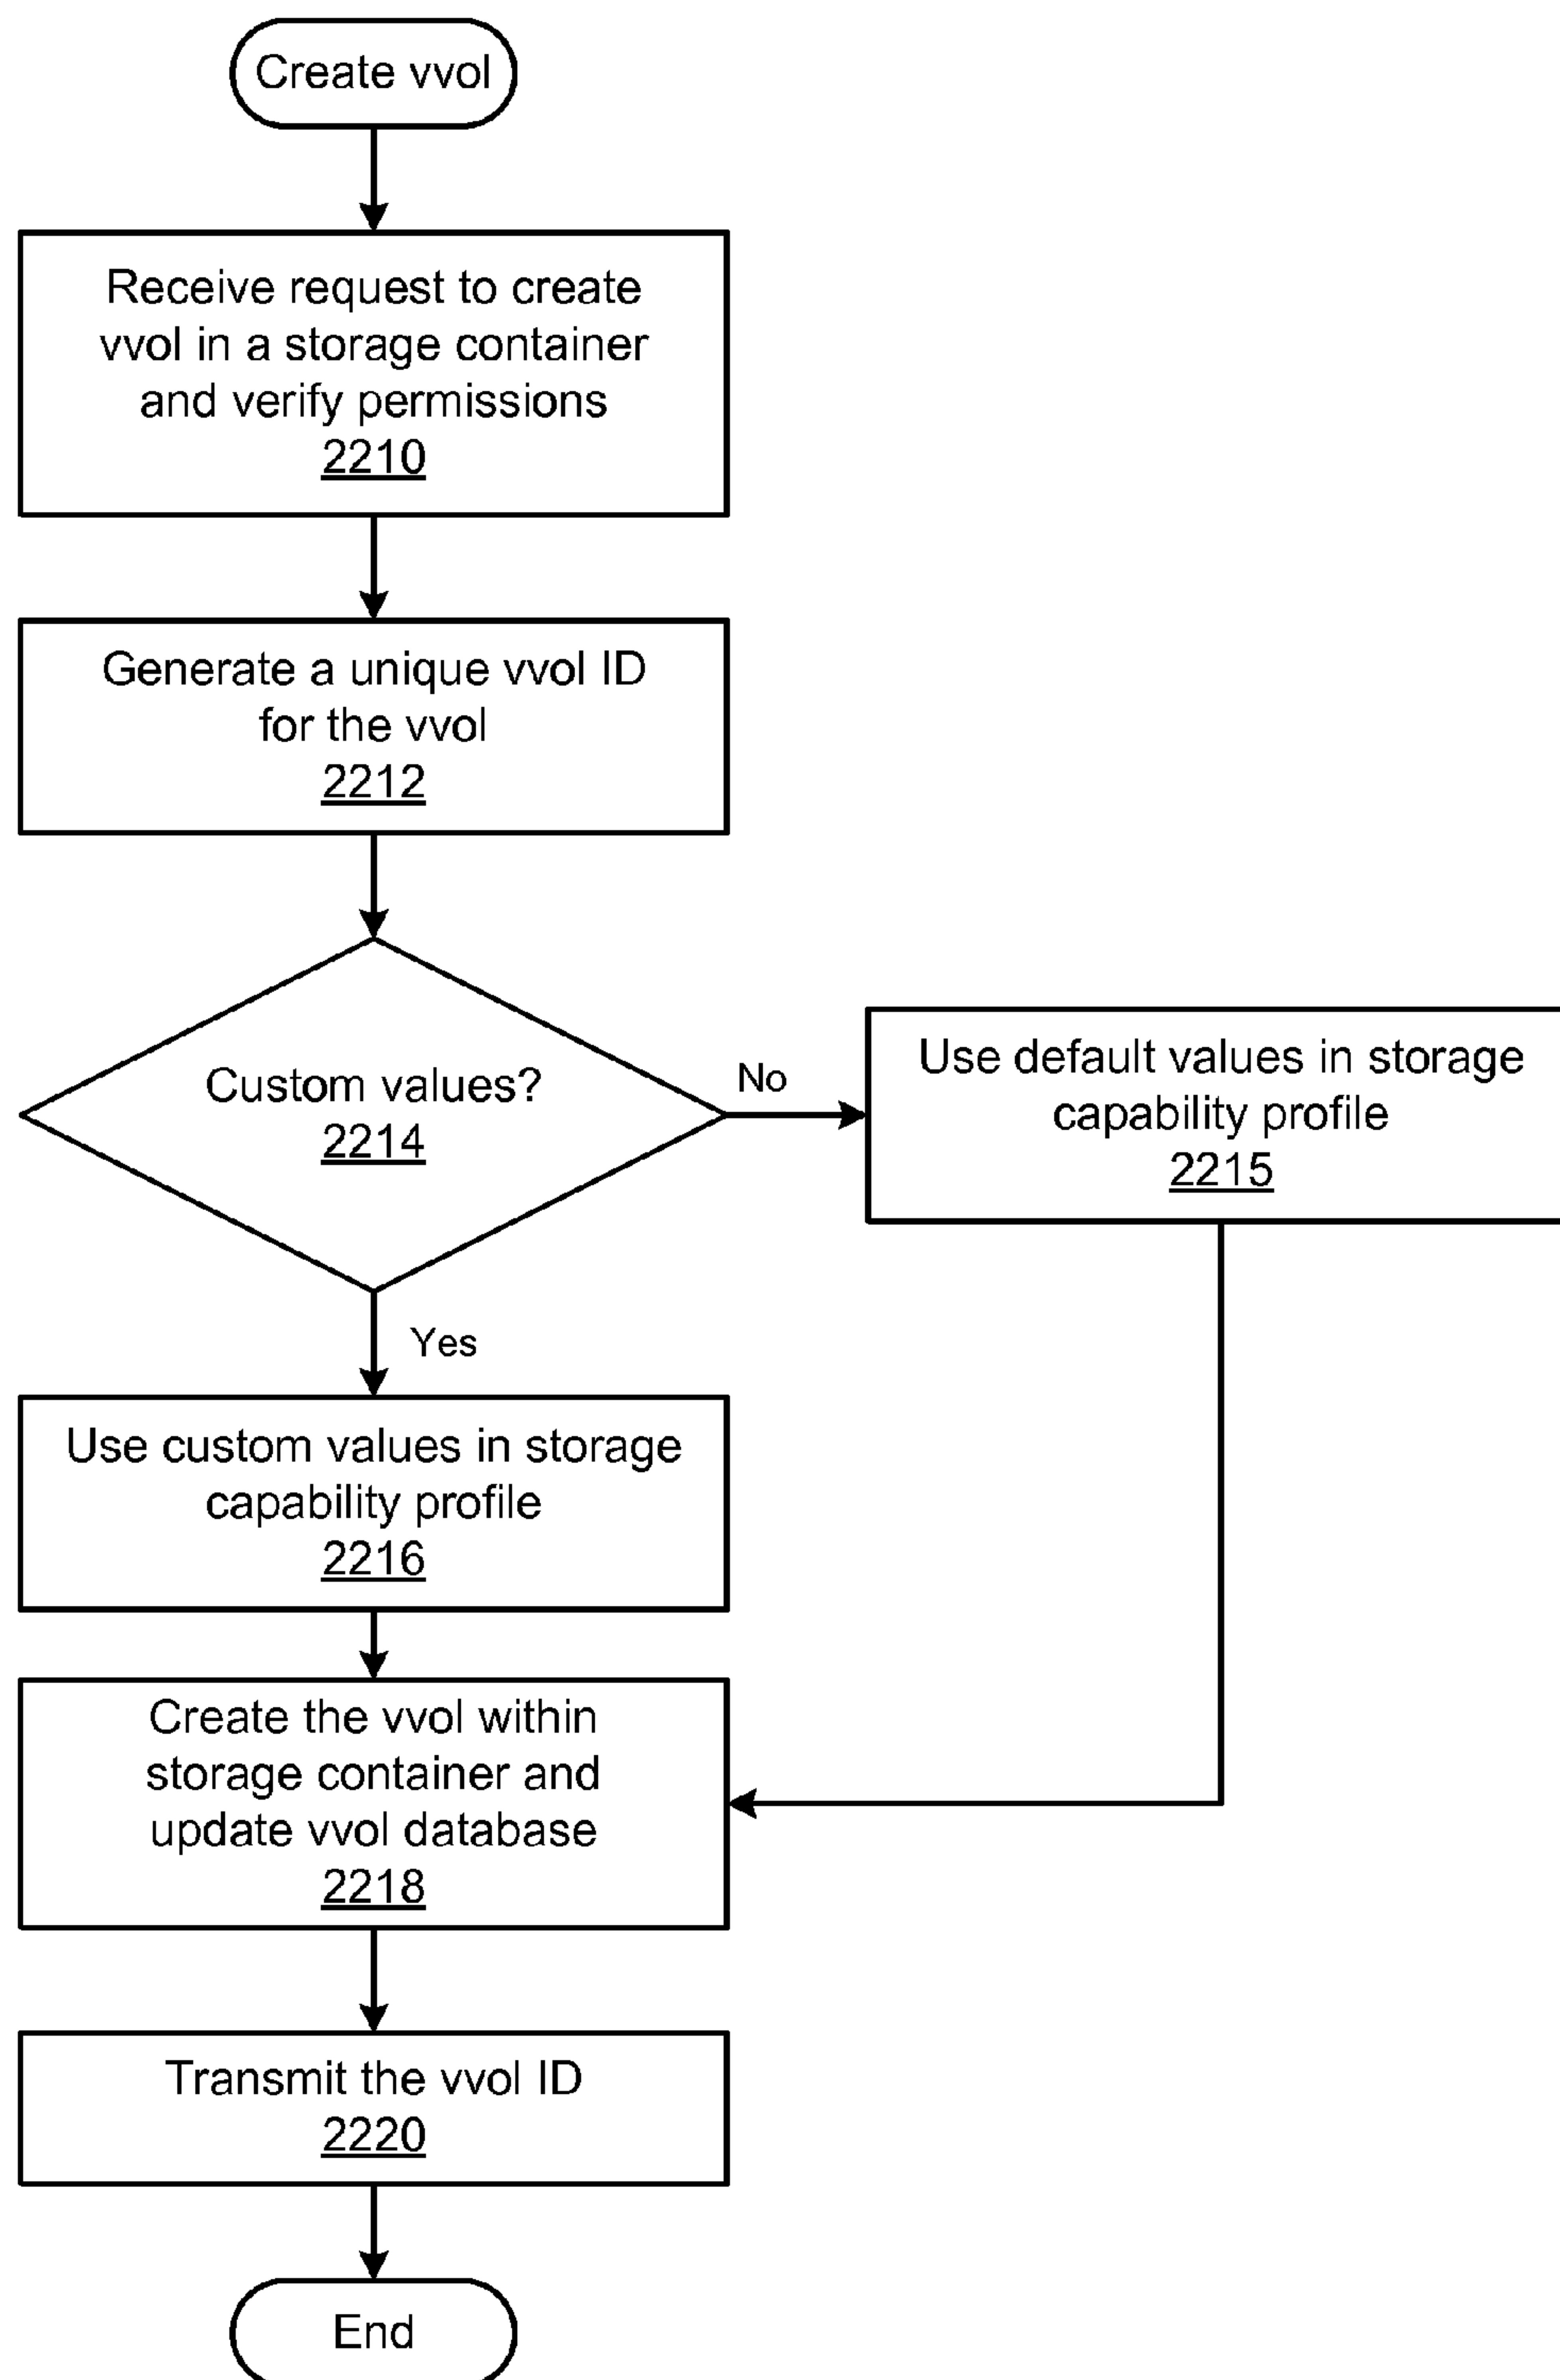 Create vvol
Receive request to create
vvol in a storage container
and verify permissions
2210
Generate a unique vvol ID
for the vvol
2212
Custom values?
2214
No
Use default values in storage
capability profile
2215
Yes
Use custom values in storage
capability profile
2216
Create the vvol within
storage container and
update vvol database
2218
Transmit the vvol ID
2220
End